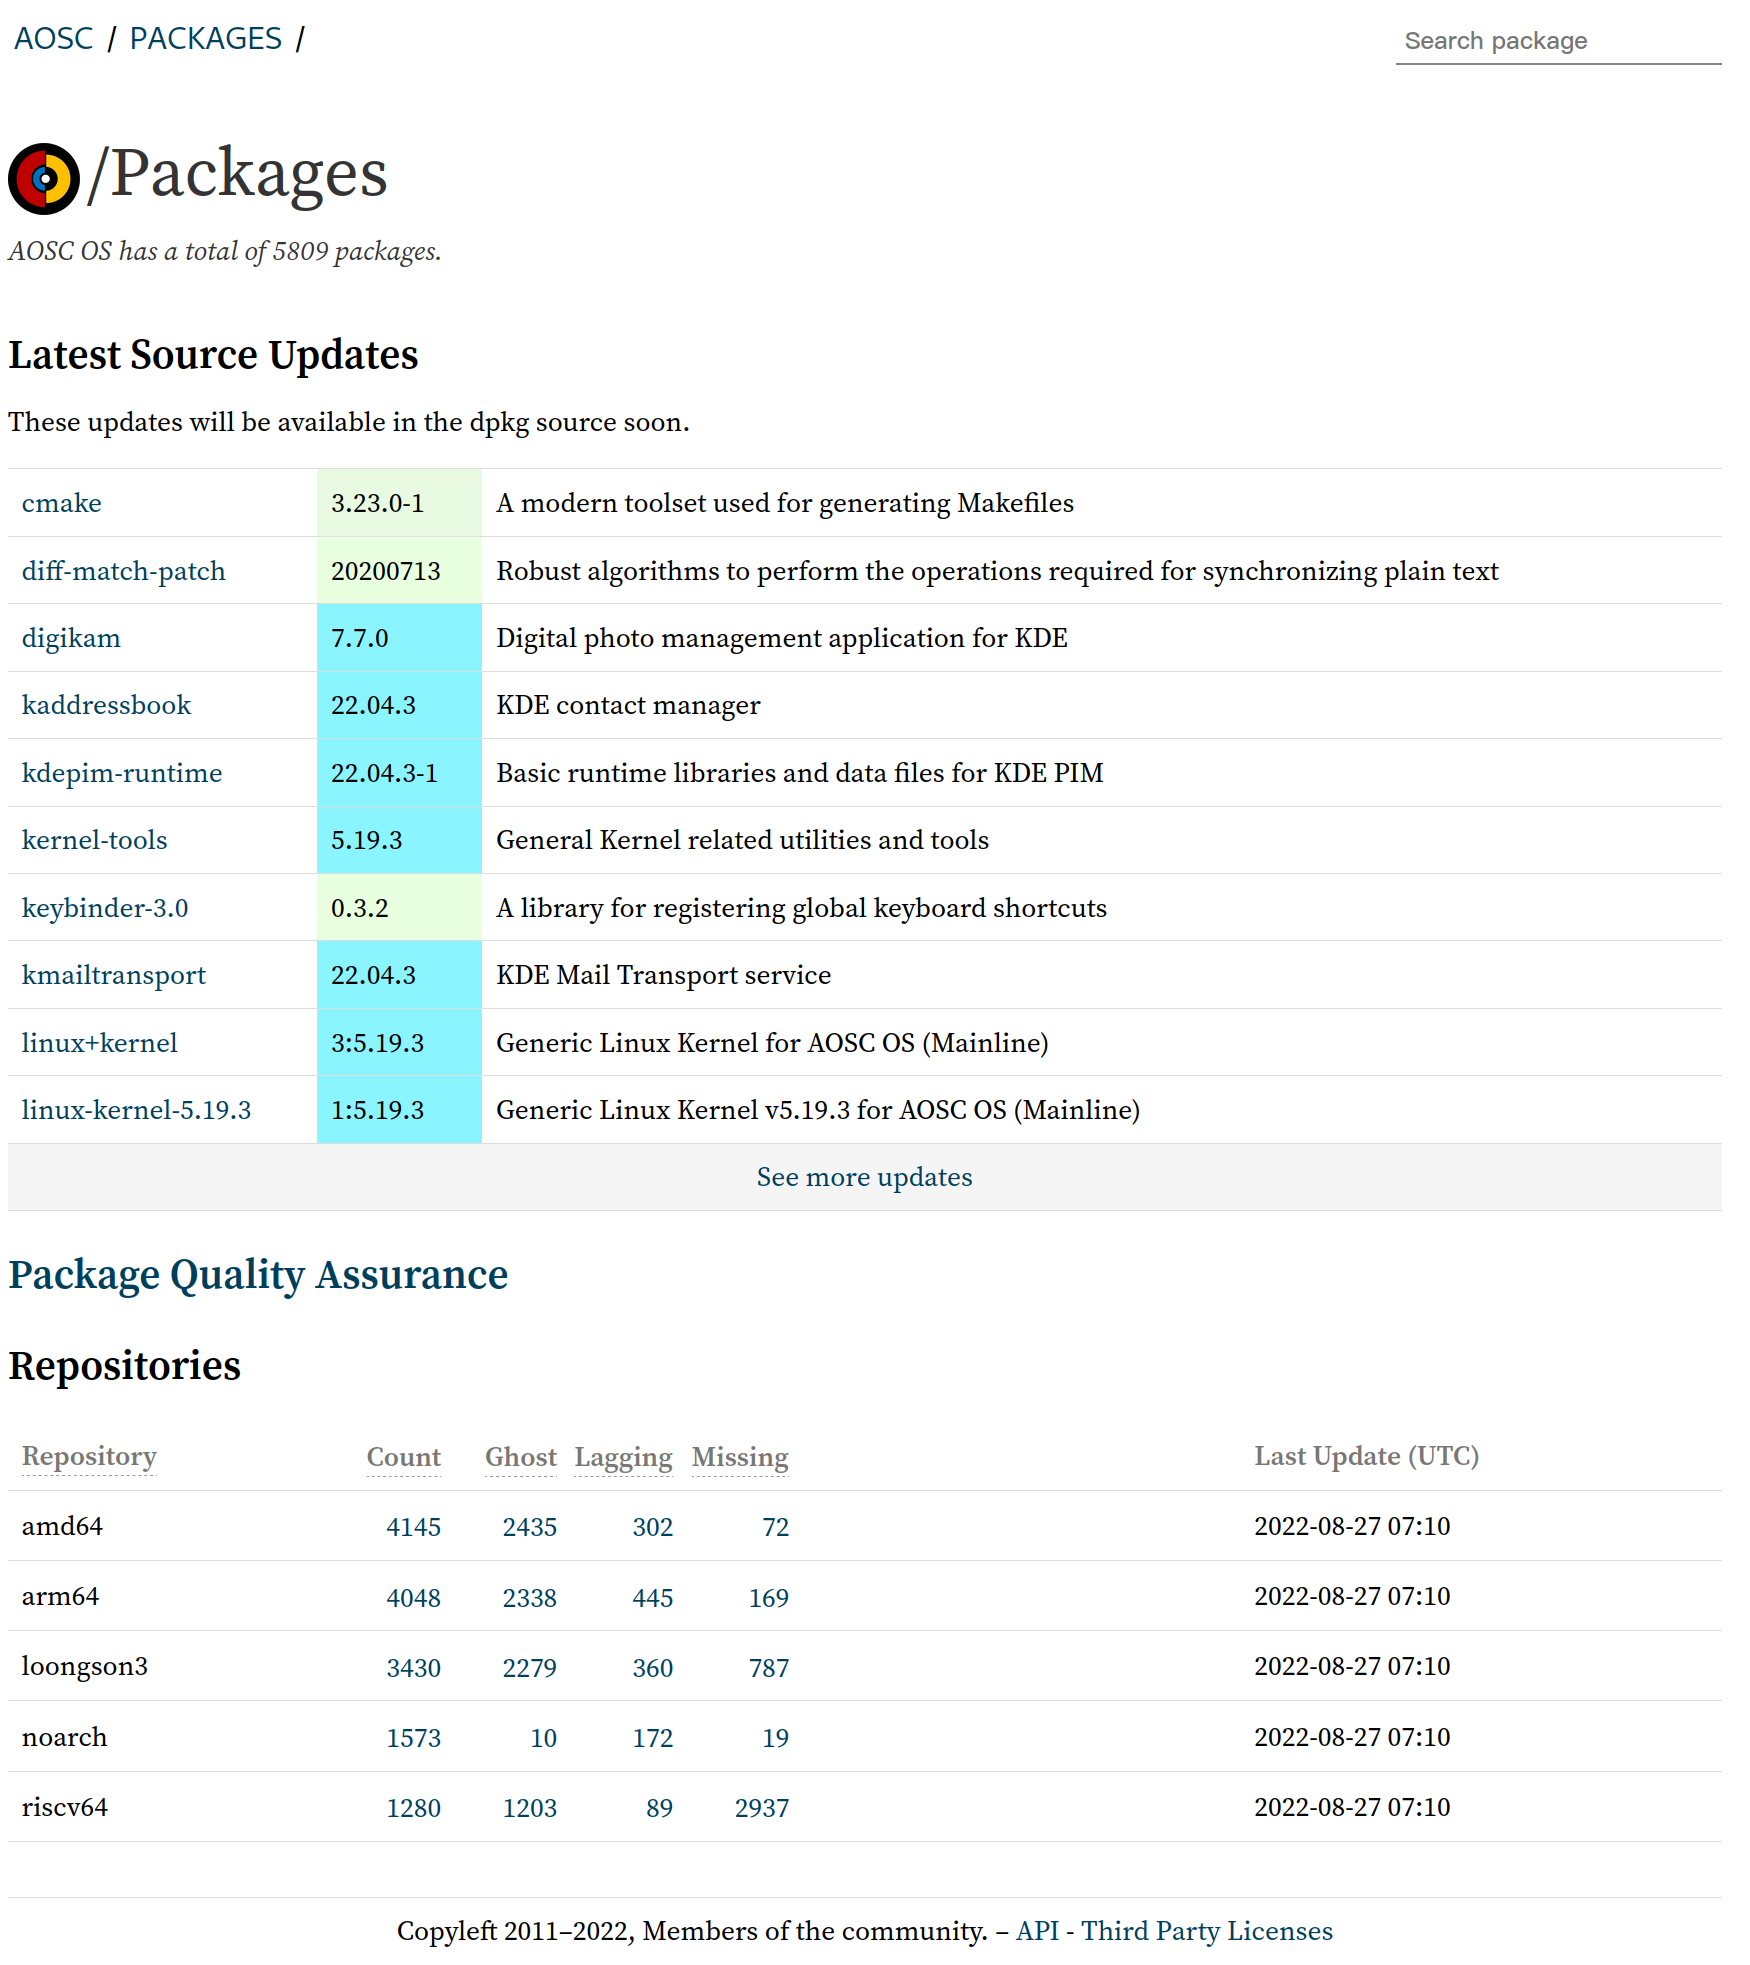 AOSC / PACKAGES /
Search package
/Packages
AOSC OS has a total of 5809 packages.
Latest Source Updates
These updates will be available in the dpkg source soon.
cmake 3.23.0-1 A modern toolset used for generating Makefiles
diff-match-patch 20200713 Robust algorithms to perform the operations required for synchronizing plain text
digikam 7.7.0 Digital photo management application for KDE
kaddressbook 22.04.3 KDE contact manager
kdepim-runtime 22.04.3-1 Basic runtime libraries and data files for KDE PIM
kernel-tools 5.19.3 General Kernel related utilities and tools
keybinder-3.0 0.3.2 A library for registering global keyboard shortcuts
kmailtransport 22.04.3 KDE Mail Transport service
linux+kernel 3:5.19.3 Generic Linux Kernel for AOSC OS (Mainline)
linux-kernel-5.19.3 1:5.19.3 Generic Linux Kernel v5.19.3 for AOSC OS (Mainline)
See more updates
Package Quality Assurance
Repositories
Repository Count Ghost Lagging Missing Last Update (UTC)
amd64 4145 2435 302 72 2022-08-27 07:10
arm64 4048 2338 445 169 2022-08-27 07:10
loongson3 3430 2279 360 787 2022-08-27 07:10
noarch 1573 10 172 19 2022-08-27 07:10
riscv64 1280 1203 89 2937 2022-08-27 07:10
Copyleft 2011–2022, Members of the community. – API - Third Party Licenses